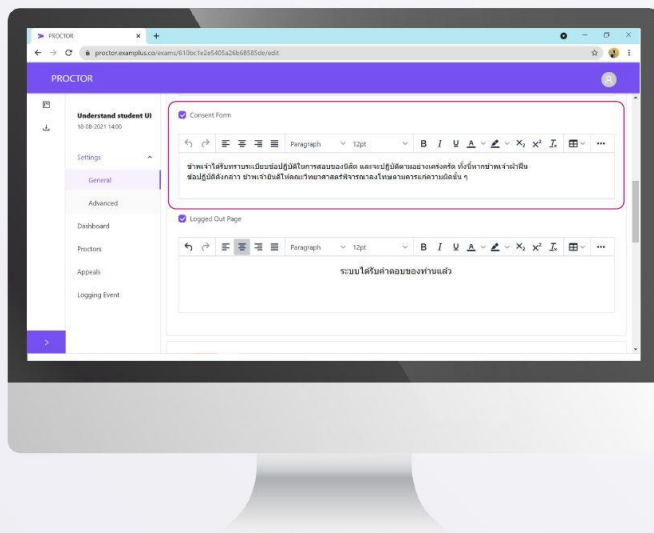 PROCTOR
proctor.examplus.co/exams/610bc1e2e5405a26b68585de/edit
PROCTOR
Understand student UI
10-08-2021 14:00
Settings
General
Advanced
Dashboard
Proctors
Appeals
Logging Event
Consent Form
Paragraph 12pt B I U A
ข้าพเจ้าได้รับทราบระเบียบข้อปฏิบัติในการสอบของนิสิต และจะปฏิบัติตามอย่างเคร่งครัด ทั้งนี้หากข้าพเจ้าฝ่าฝืน
ข้อปฏิบัติดังกล่าว ข้าพเจ้ายินดีให้คณะวิทยาศาสตร์พิจารณาลงโทษตามควรแก่ความผิดนั้น ๆ
Logged Out Page
Paragraph 12pt B I U A
ระบบได้รับคำตอบของท่านแล้ว